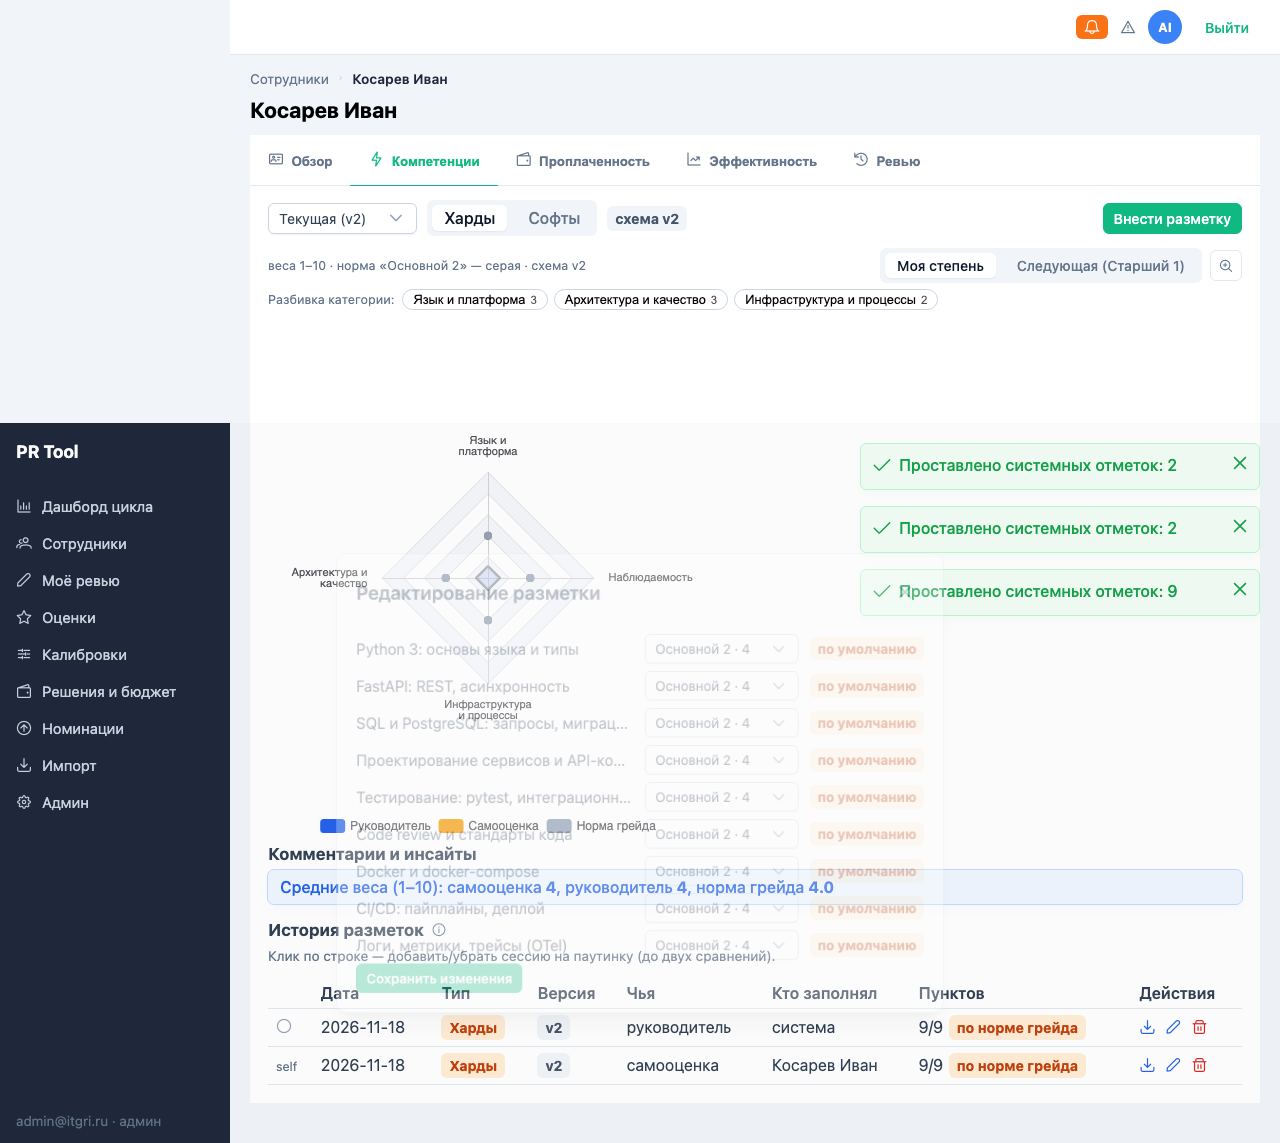 AI
Выйти
Сотрудники
Косарев Иван
Косарев Иван
Обзор
Компетенции
Проплаченность
Эффективность
Ревью
Текущая (v2)
Харды
Софты
схема v2
Внести разметку
веса 1–10 · норма «Основной 2» — серая · схема v2
Моя степень
Следующая (Старший 1)
Разбивка категории:
Язык и платформа 3
Архитектура и качество 3
Инфраструктура и процессы 2
PR Tool
Дашборд цикла
Сотрудники
Моё ревью
Оценки
Калибровки
Решения и бюджет
Номинации
Импорт
Админ
admin@itgri.ru · админ
Язык и
платформа
Архитектура и
качество
Наблюдаемость
Инфраструктура
и процессы
Проставлено системных отметок: 2
Проставлено системных отметок: 2
Проставлено системных отметок: 9
Редактирование разметки
Python 3: основы языка и типы
Основной 2 · 4
по умолчанию
FastAPI: REST, асинхронность
Основной 2 · 4
по умолчанию
SQL и PostgreSQL: запросы, миграц...
Основной 2 · 4
по умолчанию
Проектирование сервисов и API-ко...
Основной 2 · 4
по умолчанию
Тестирование: pytest, интеграционн...
Основной 2 · 4
по умолчанию
Code review и стандарты кода
Основной 2 · 4
по умолчанию
Docker и docker-compose
Основной 2 · 4
по умолчанию
CI/CD: пайплайны, деплой
Основной 2 · 4
по умолчанию
Логи, метрики, трейсы (OTel)
Основной 2 · 4
по умолчанию
Сохранить изменения
Руководитель
Самооценка
Норма грейда
Комментарии и инсайты
Средние веса (1–10): самооценка 4, руководитель 4, норма грейда 4.0
История разметок
Клик по строке — добавить/убрать сессию на паутинку (до двух сравнений).
Дата
Тип
Версия
Чья
Кто заполнял
Пунктов
Действия
2026-11-18
Харды
v2
руководитель
система
9/9
по норме грейда
self
2026-11-18
Харды
v2
самооценка
Косарев Иван
9/9
по норме грейда